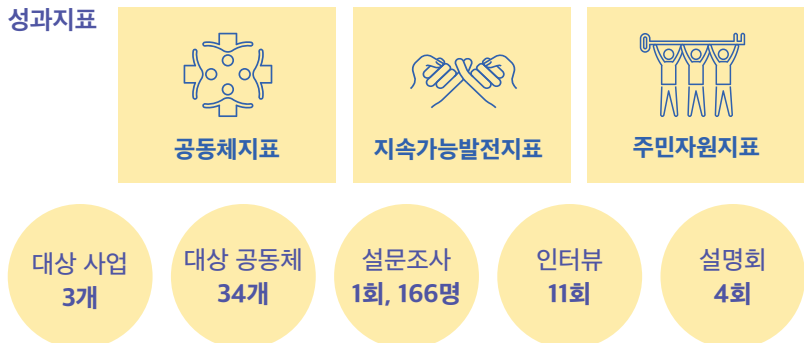 성과지표
공동체지표
지속가능발전지표
주민자원지표
대상 사업
3개
대상 공동체
34개
설문조사
1회, 166명
인터뷰
11회
설명회
4회